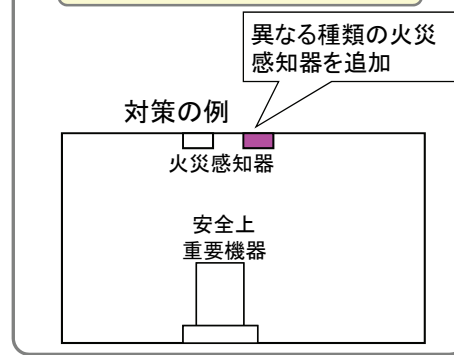 異なる種類の火災
感知器を追加
対策の例
火災感知器
安全上
重要機器